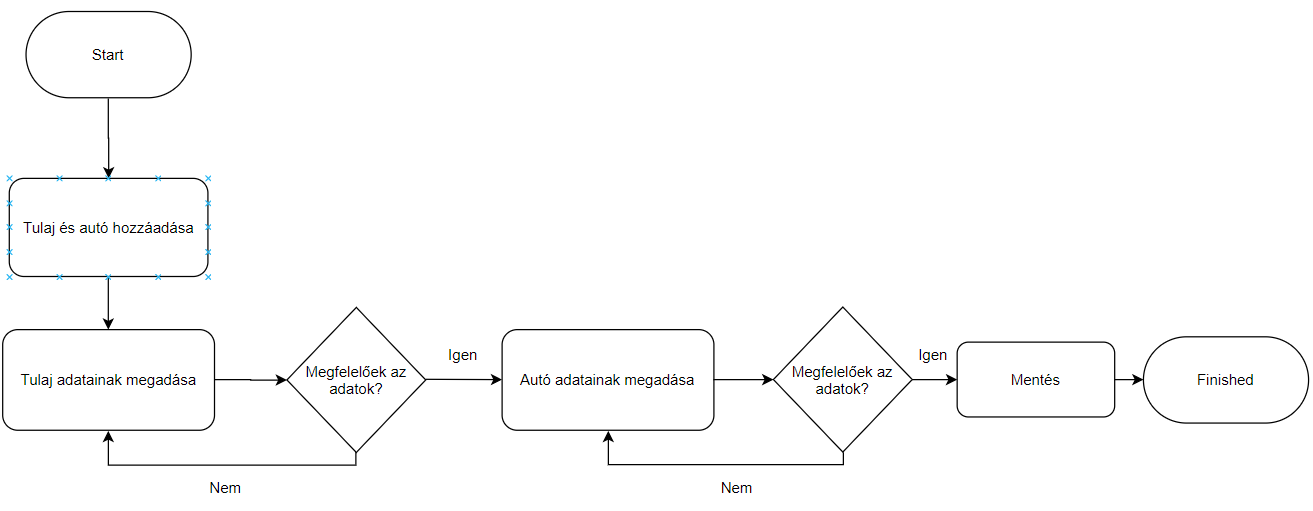 Start
Tulaj és autó hozzáadása
Tulaj adatainak megadása
Megfelelőek az
adatok?
Igen
Nem
Autó adatainak megadása
Megfelelőek az
adatok?
Igen
Nem
Mentés
Finished